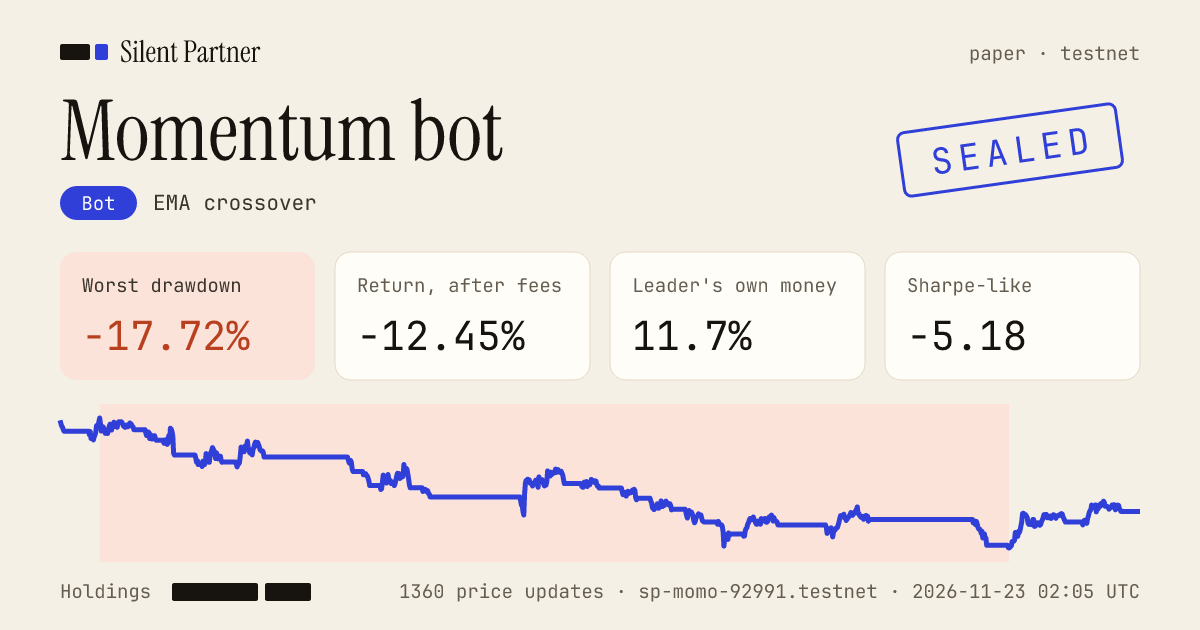 Silent Partner
paper · testnet
Momentum bot
SEALED
Bot EMA crossover
Worst drawdown
-17.72%
Return, after fees
-12.45%
Leader's own money
11.7%
Sharpe-like
-5.18
Holdings
1360 price updates · sp-momo-92991.testnet · 2026-11-23 02:05 UTC